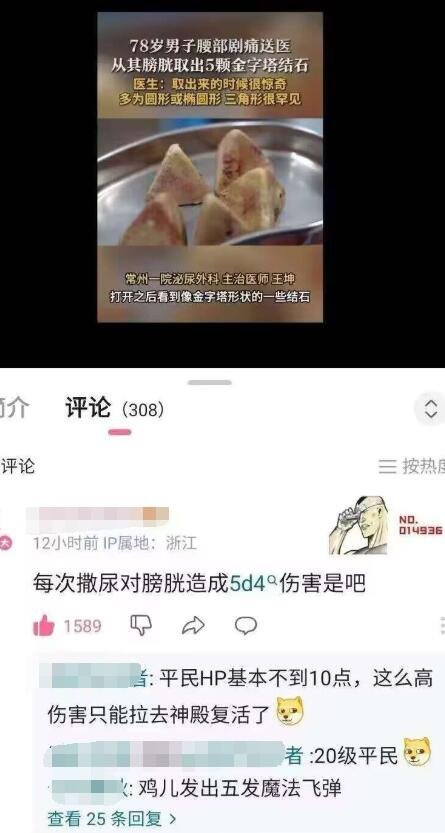 78岁男子腰部剧痛送医
从其膀胱取出5颗金字塔结石
医生：取出来的时候很惊奇
多为圆形或椭圆形 三角形很罕见
常州一院泌尿外科 主治医师 王坤
打开之后看到像金字塔形状的一些结石
简介 评论（308）
评论 按热度
12小时前 IP属地：浙江
NO.
014936
每次撒尿对膀胱造成5d4伤害是吧
1589
者: 平民HP基本不到10点，这么高
伤害只能拉去神殿复活了
者 :20级平民
: 鸡儿发出五发魔法飞弹
查看 25 条回复 >